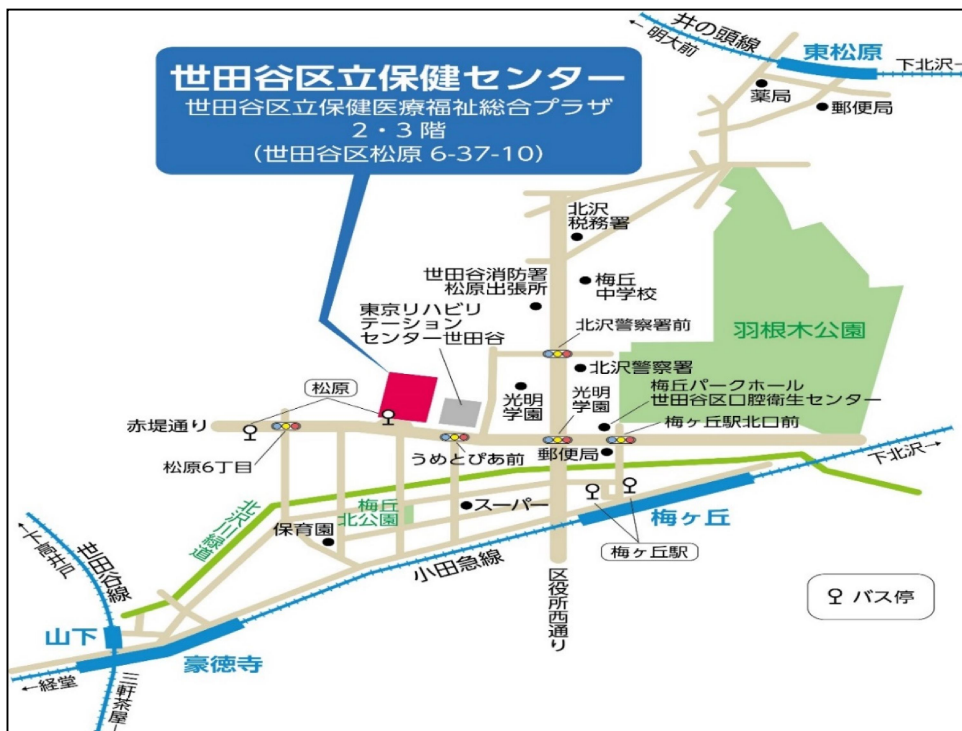 井の頭線
←明大前
東松原
下北沢→
薬局
郵便局
世田谷区立保健センター
世田谷区立保健医療福祉総合プラザ
2・3階
(世田谷区松原 6-37-10)
北沢
税務署
世田谷消防署
松原出張所
梅丘
中学校
東京リハビリ
テーション
センター世田谷
北沢警察署前
羽根木公園
北沢警察署
松原
光明
学園
光明
学園
梅丘パークホール
世田谷区口腔衛生センター
赤堤通り
梅ヶ丘駅北口前
松原6丁目
うめとぴあ前
郵便局
下北沢→
北沢川緑道
梅丘
北公園
スーパー
梅ヶ丘
保育園
梅ヶ丘駅
小田急線
←下高井戸
世田谷線
区役所西通り
バス停
山下
豪徳寺
←経堂
三軒茶屋→